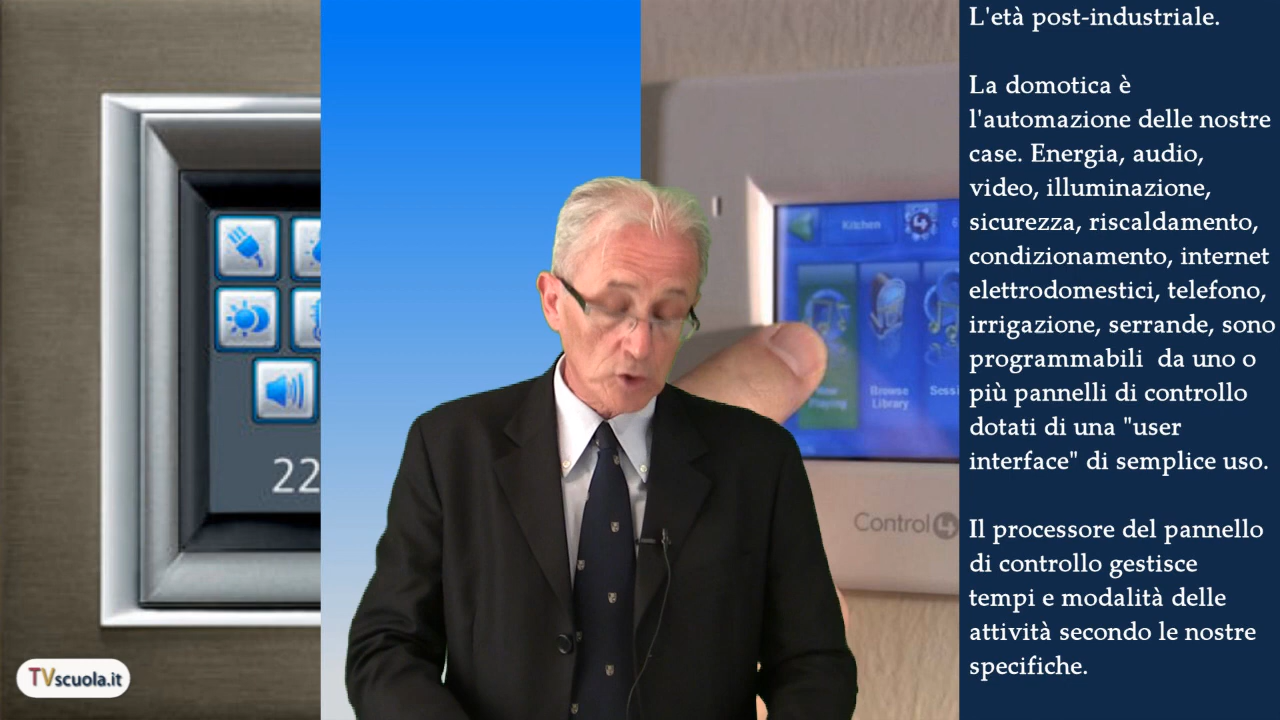 L'età post-industriale.
La domotica è
l'automazione delle nostre
case. Energia, audio,
video, illuminazione,
sicurezza, riscaldamento,
condizionamento, internet
elettrodomestici, telefono,
irrigazione, serrande, sono
programmabili  da uno o
più pannelli di controllo
dotati di una "user
interface" di semplice uso.
Il processore del pannello
di controllo gestisce
tempi e modalità delle
attività secondo le nostre
specifiche.
22
TVscuola.it
Kitchen
Now Playing
Browse
Library
Sessi
Control4